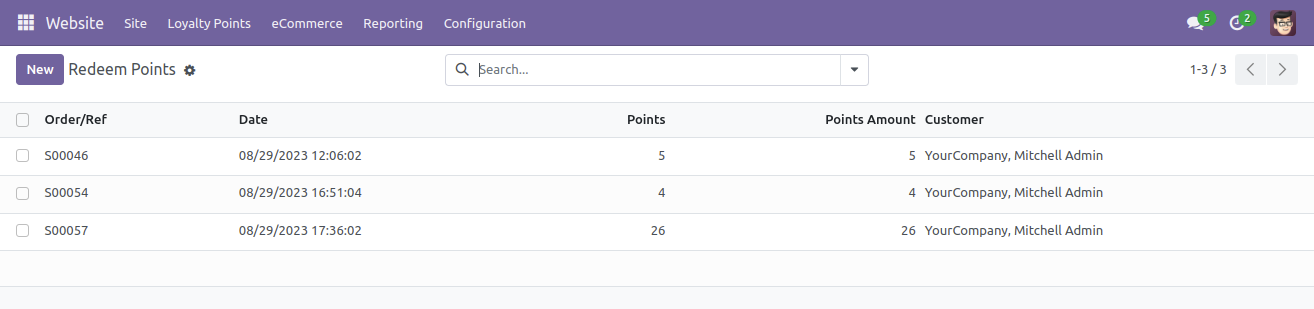 Website Site Loyalty Points eCommerce Reporting Configuration 5 2
New Redeem Points Search... 1-3 / 3
Order/Ref Date Points Points Amount Customer
S00046 08/29/2023 12:06:02 5 5 YourCompany, Mitchell Admin
S00054 08/29/2023 16:51:04 4 4 YourCompany, Mitchell Admin
S00057 08/29/2023 17:36:02 26 26 YourCompany, Mitchell Admin